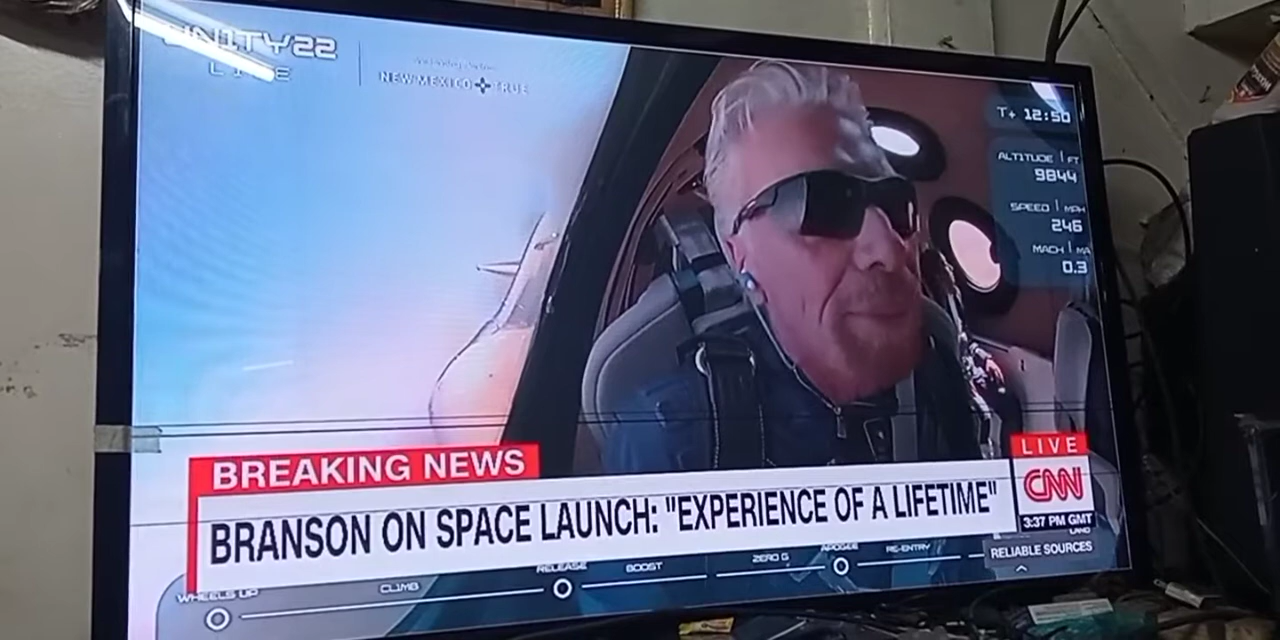 UNITY22
LIVE
NEW MEXICO TRUE
T+ 12:50
ALTITUDE | FT
9844
SPEED | MPH
246
MACH | MA
0.3
BREAKING NEWS
BRANSON ON SPACE LAUNCH: "EXPERIENCE OF A LIFETIME"
LIVE
CNN
3:37 PM GMT
LAND
RELIABLE SOURCES
WHEELS UP
CLIMB
RELEASE
BOOST
ZERO G
APOGEE
RE-ENTRY